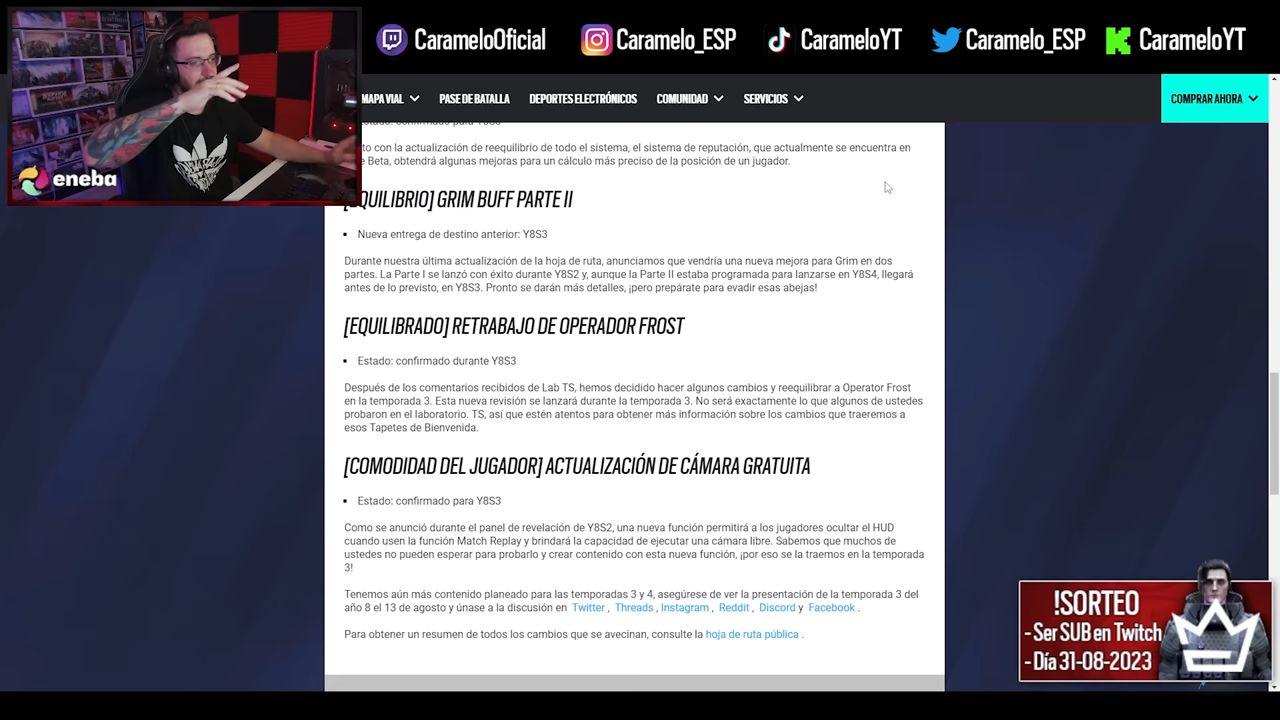 CarameloOficial
Caramelo_ESP
CarameloYT
Caramelo_ESP
CarameloYT
MAPA VIAL
PASE DE BATALLA
DEPORTES ELECTRÓNICOS
COMUNIDAD
SERVICIOS
COMPRAR AHORA
eneba
con la actualización de reequilibrio de todo el sistema, el sistema de reputación, que actualmente se encuentra en
Beta, obtendrá algunas mejoras para un cálculo más preciso de la posición de un jugador.
[EQUILIBRIO] GRIM BUFF PARTE II
▪ Nueva entrega de destino anterior: Y8S3
Durante nuestra última actualización de la hoja de ruta, anunciamos que vendría una nueva mejora para Grim en dos
partes. La Parte I se lanzó con éxito durante Y8S2 y, aunque la Parte II estaba programada para lanzarse en Y8S4, llegará
antes de lo previsto, en Y8S3. Pronto se darán más detalles, ¡pero prepárate para evadir esas abejas!
[EQUILIBRADO] RETRABAJO DE OPERADOR FROST
▪ Estado: confirmado durante Y8S3
Después de los comentarios recibidos de Lab TS, hemos decidido hacer algunos cambios y reequilibrar a Operator Frost
en la temporada 3. Esta nueva revisión se lanzará durante la temporada 3. No será exactamente lo que algunos de ustedes
probaron en el laboratorio. TS, así que estén atentos para obtener más información sobre los cambios que traeremos a
esos Tapetes de Bienvenida.
[COMODIDAD DEL JUGADOR] ACTUALIZACIÓN DE CÁMARA GRATUITA
▪ Estado: confirmado para Y8S3
Como se anunció durante el panel de revelación de Y8S2, una nueva función permitirá a los jugadores ocultar el HUD
cuando usen la función Match Replay y brindará la capacidad de ejecutar una cámara libre. Sabemos que muchos de
ustedes no pueden esperar para probarlo y crear contenido con esta nueva función, ¡por eso se la traemos en la temporada
3!
Tenemos aún más contenido planeado para las temporadas 3 y 4, asegúrese de ver la presentación de la temporada 3 del
año 8 el 13 de agosto y únase a la discusión en Twitter , Threads , Instagram , Reddit , Discord y Facebook .
Para obtener un resumen de todos los cambios que se avecinan, consulte la hoja de ruta pública .
!SORTEO
- Ser SUB en Twitch
- Día 31-08-2023